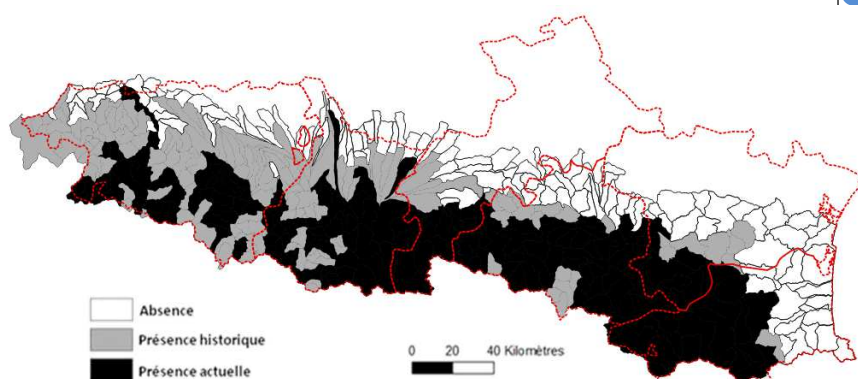 Absence
Présence historique
Présence actuelle
0 20 40 Kilomètres